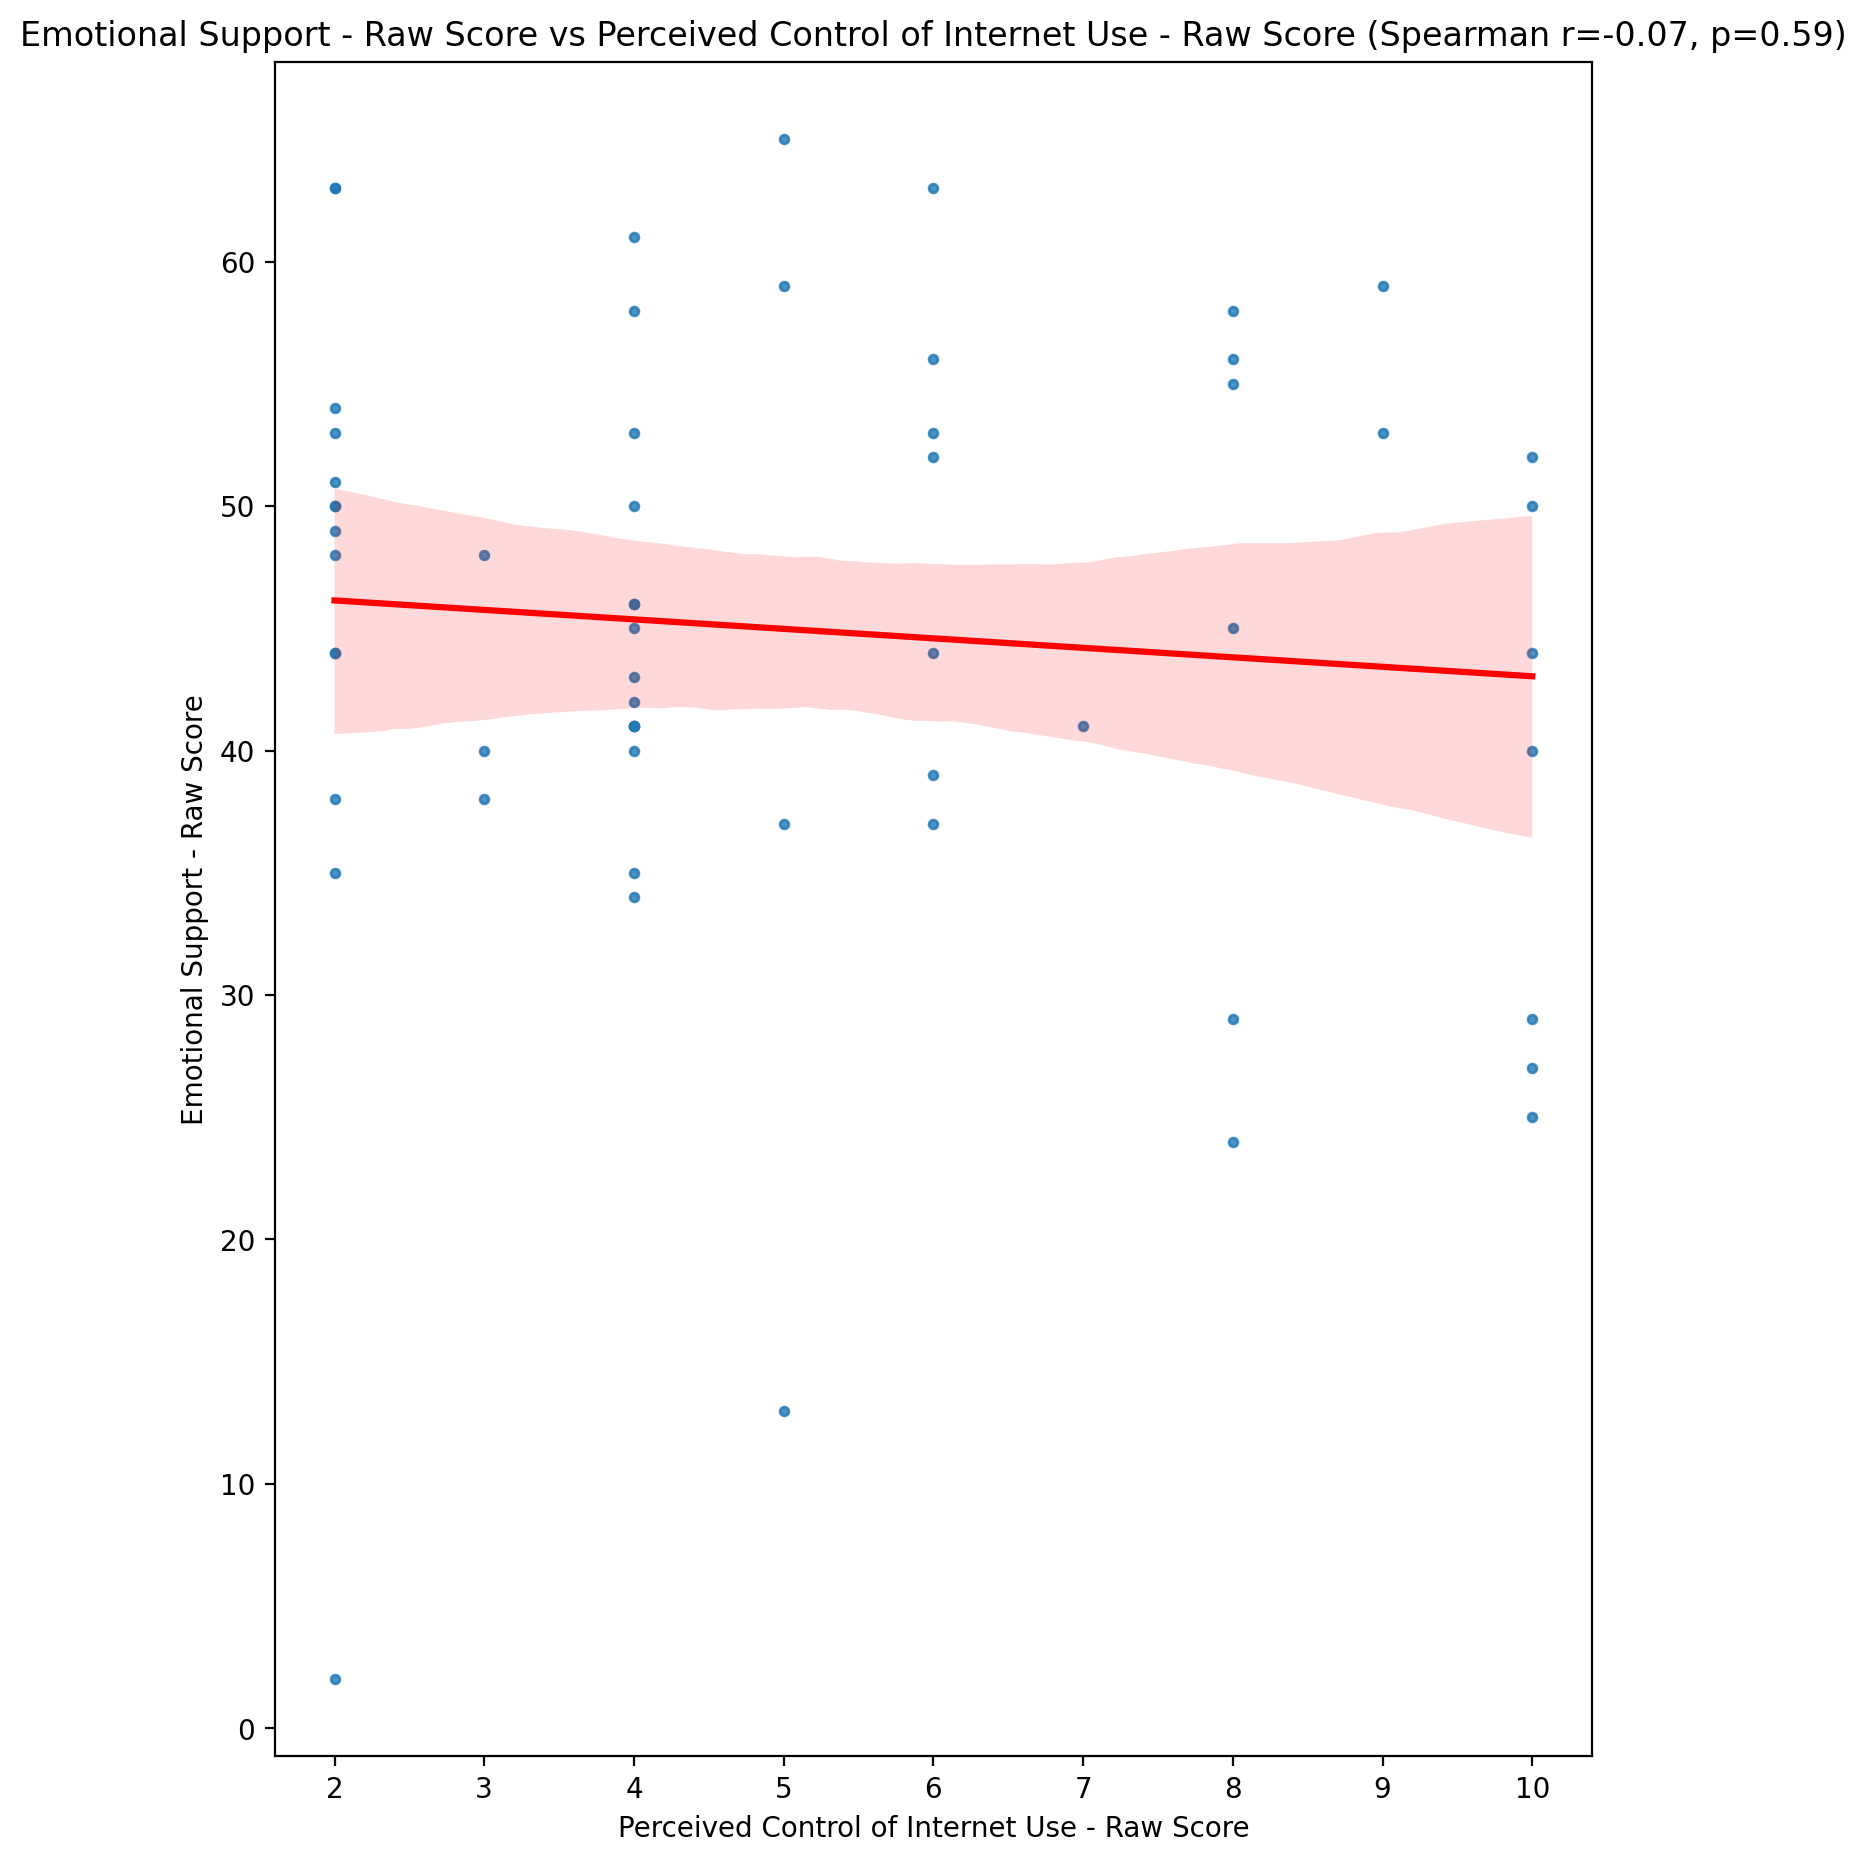 Emotional Support - Raw Score vs Perceived Control of Internet Use - Raw Score (Spearman r=-0.07, p=0.59)
Emotional Support - Raw Score
60
50
40
30
20
10
0
2 3 4 5 6 7 8 9 10
Perceived Control of Internet Use - Raw Score